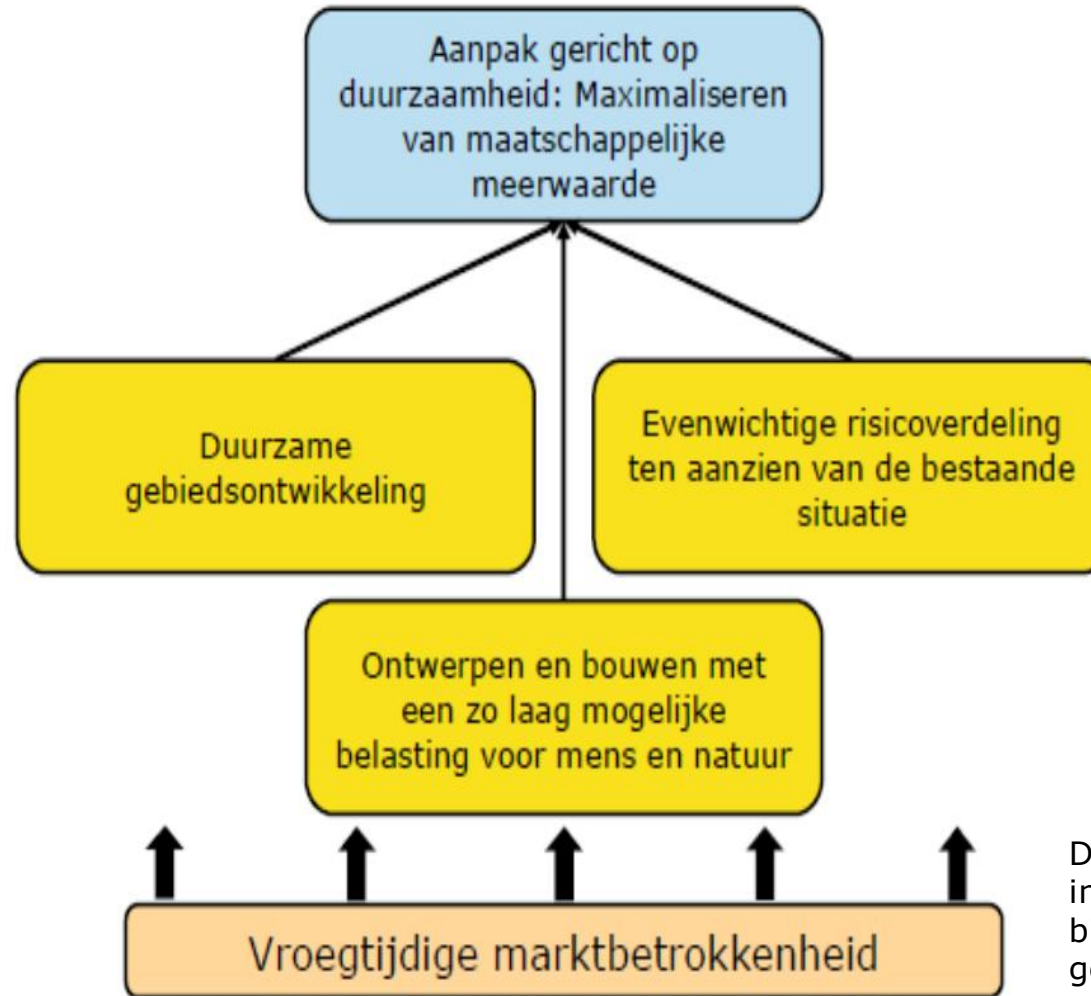 Aanpak gericht op
duurzaamheid: Maximaliseren
van maatschappelijke
meerwaarde
Duurzame
gebiedsontwikkeling
Evenwichtige risicoverdeling
ten aanzien van de bestaande
situatie
Ontwerpen en bouwen met
een zo laag mogelijke
belasting voor mens en natuur
Vroegtijdige marktbetrokkenheid